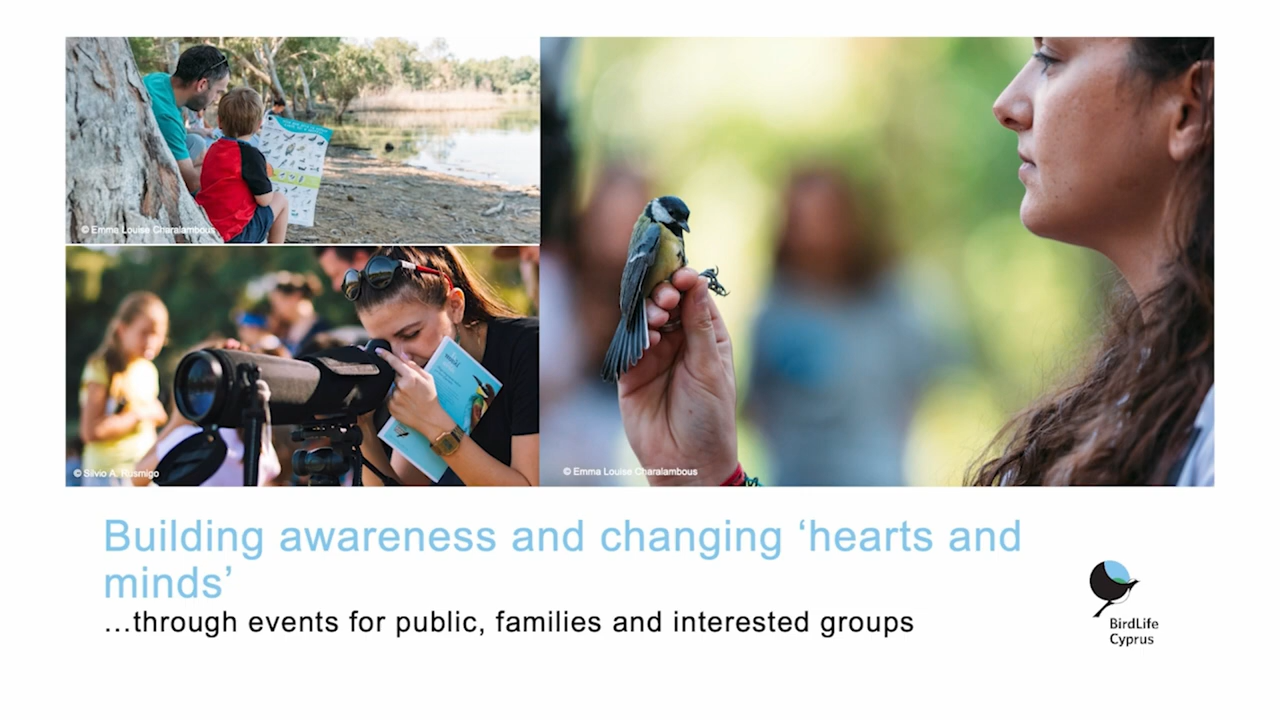 © Emma Louise Charalambous
© Silvio A. Rusmigo
© Emma Louise Charalambous
Building awareness and changing ‘hearts and
minds’
…through events for public, families and interested groups
BirdLife
Cyprus